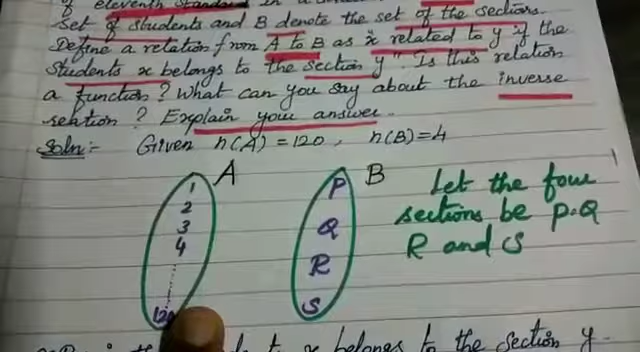 of eleventh standard in a
Set of students and B denote the set of the sections.
Define a relation from A to B as "x related to y if the
Students x belongs to the section y" Is this relation
a function? What can you say about the inverse
relation? Explain your answer.
Soln:- Given n(A)=120, n(B)=4
A B
1
2
3
4
120
P
Q
R
S
Let the four
sections be P.Q
R and S
x belongs to the section y.